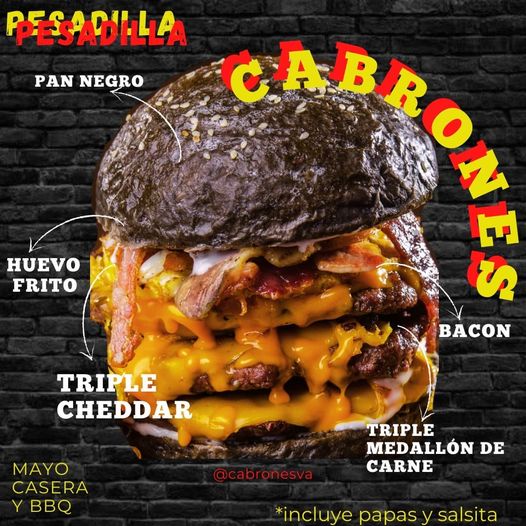 PESADILLA
PESADILLA
CABRONES
PAN NEGRO
HUEVO
FRITO
BACON
TRIPLE
CHEDDAR
TRIPLE
MEDALLÓN DE
CARNE
MAYO
CASERA
Y BBQ
@cabronesva
*incluye papas y salsita